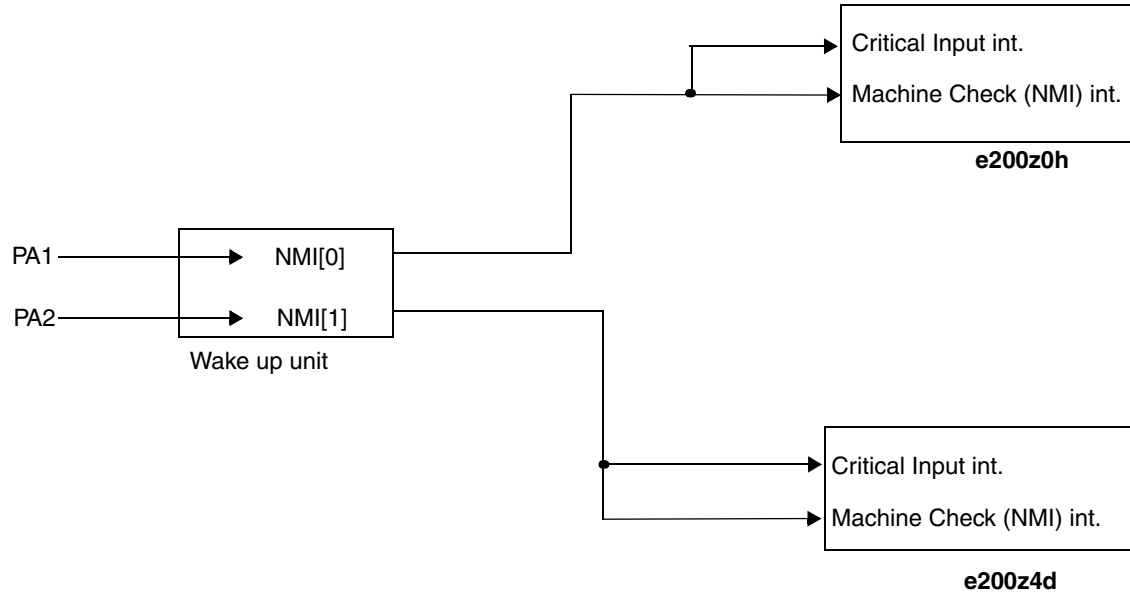 Critical Input int.
Machine Check (NMI) int.
e200z0h
PA1
NMI[0]
PA2
NMI[1]
Wake up unit
Critical Input int.
Machine Check (NMI) int.
e200z4d